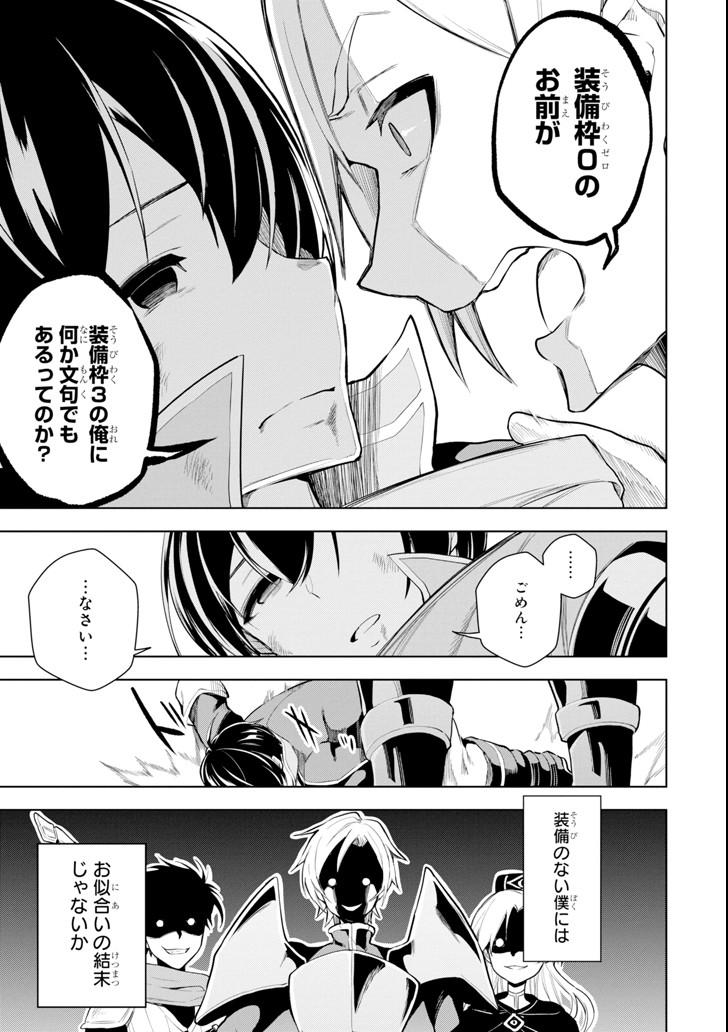 装備枠０の
お前が
装備枠３の俺に
何か文句でも
あるってのか？
……
ごめん…
…なさい…
装備のない僕には
お似合いの結末
じゃないか